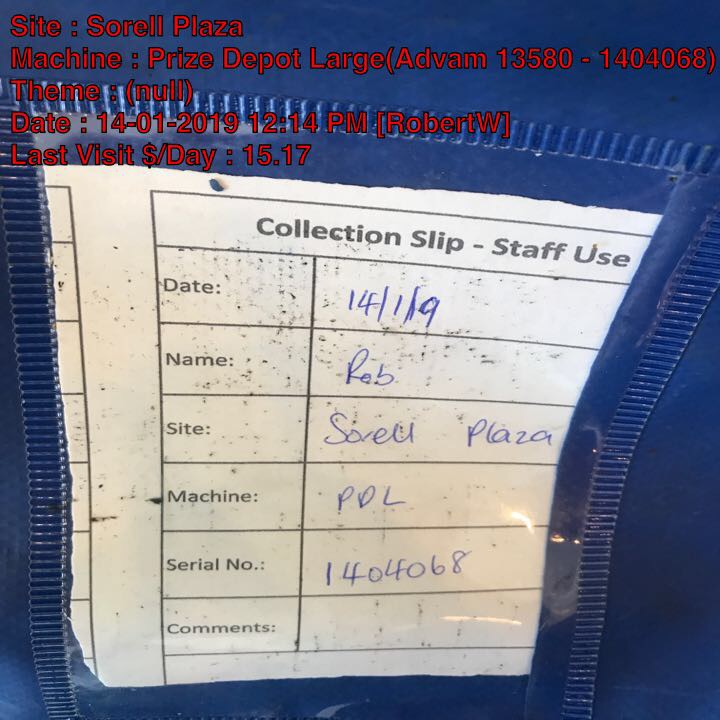 Site : Sorell Plaza
Machine : Prize Depot Large(Advam 13580 - 1404068)
Theme : (null)
Date : 14-01-2019 12:14 PM [RobertW]
Last Visit $/Day : 15.17
Collection Slip - Staff Use
Date: 14/1/19
Name: Rob
Site: Sorell Plaza
Machine: PDL
Serial No.: 1404068
Comments: